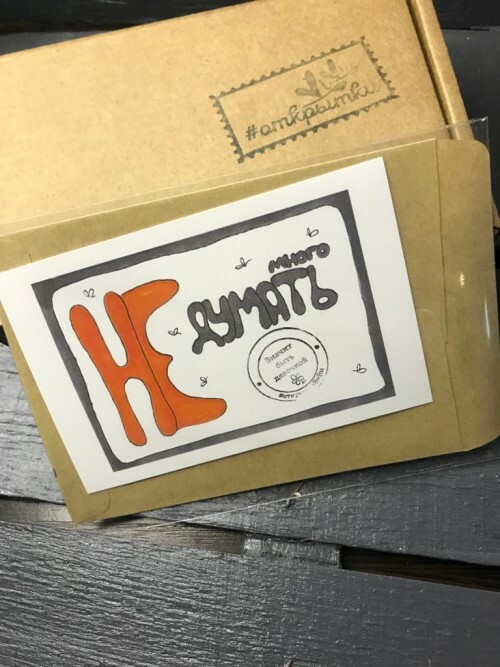 #открытки
НЕ
много
думать
Значит
быть
девочкой